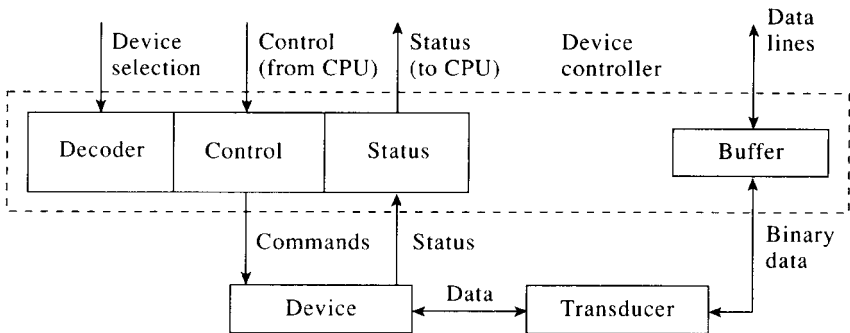 Device
selection
Control
(from CPU)
Status
(to CPU)
Device
controller
Data
lines
Decoder
Control
Status
Buffer
Commands
Status
Binary
data
Device
Data
Transducer